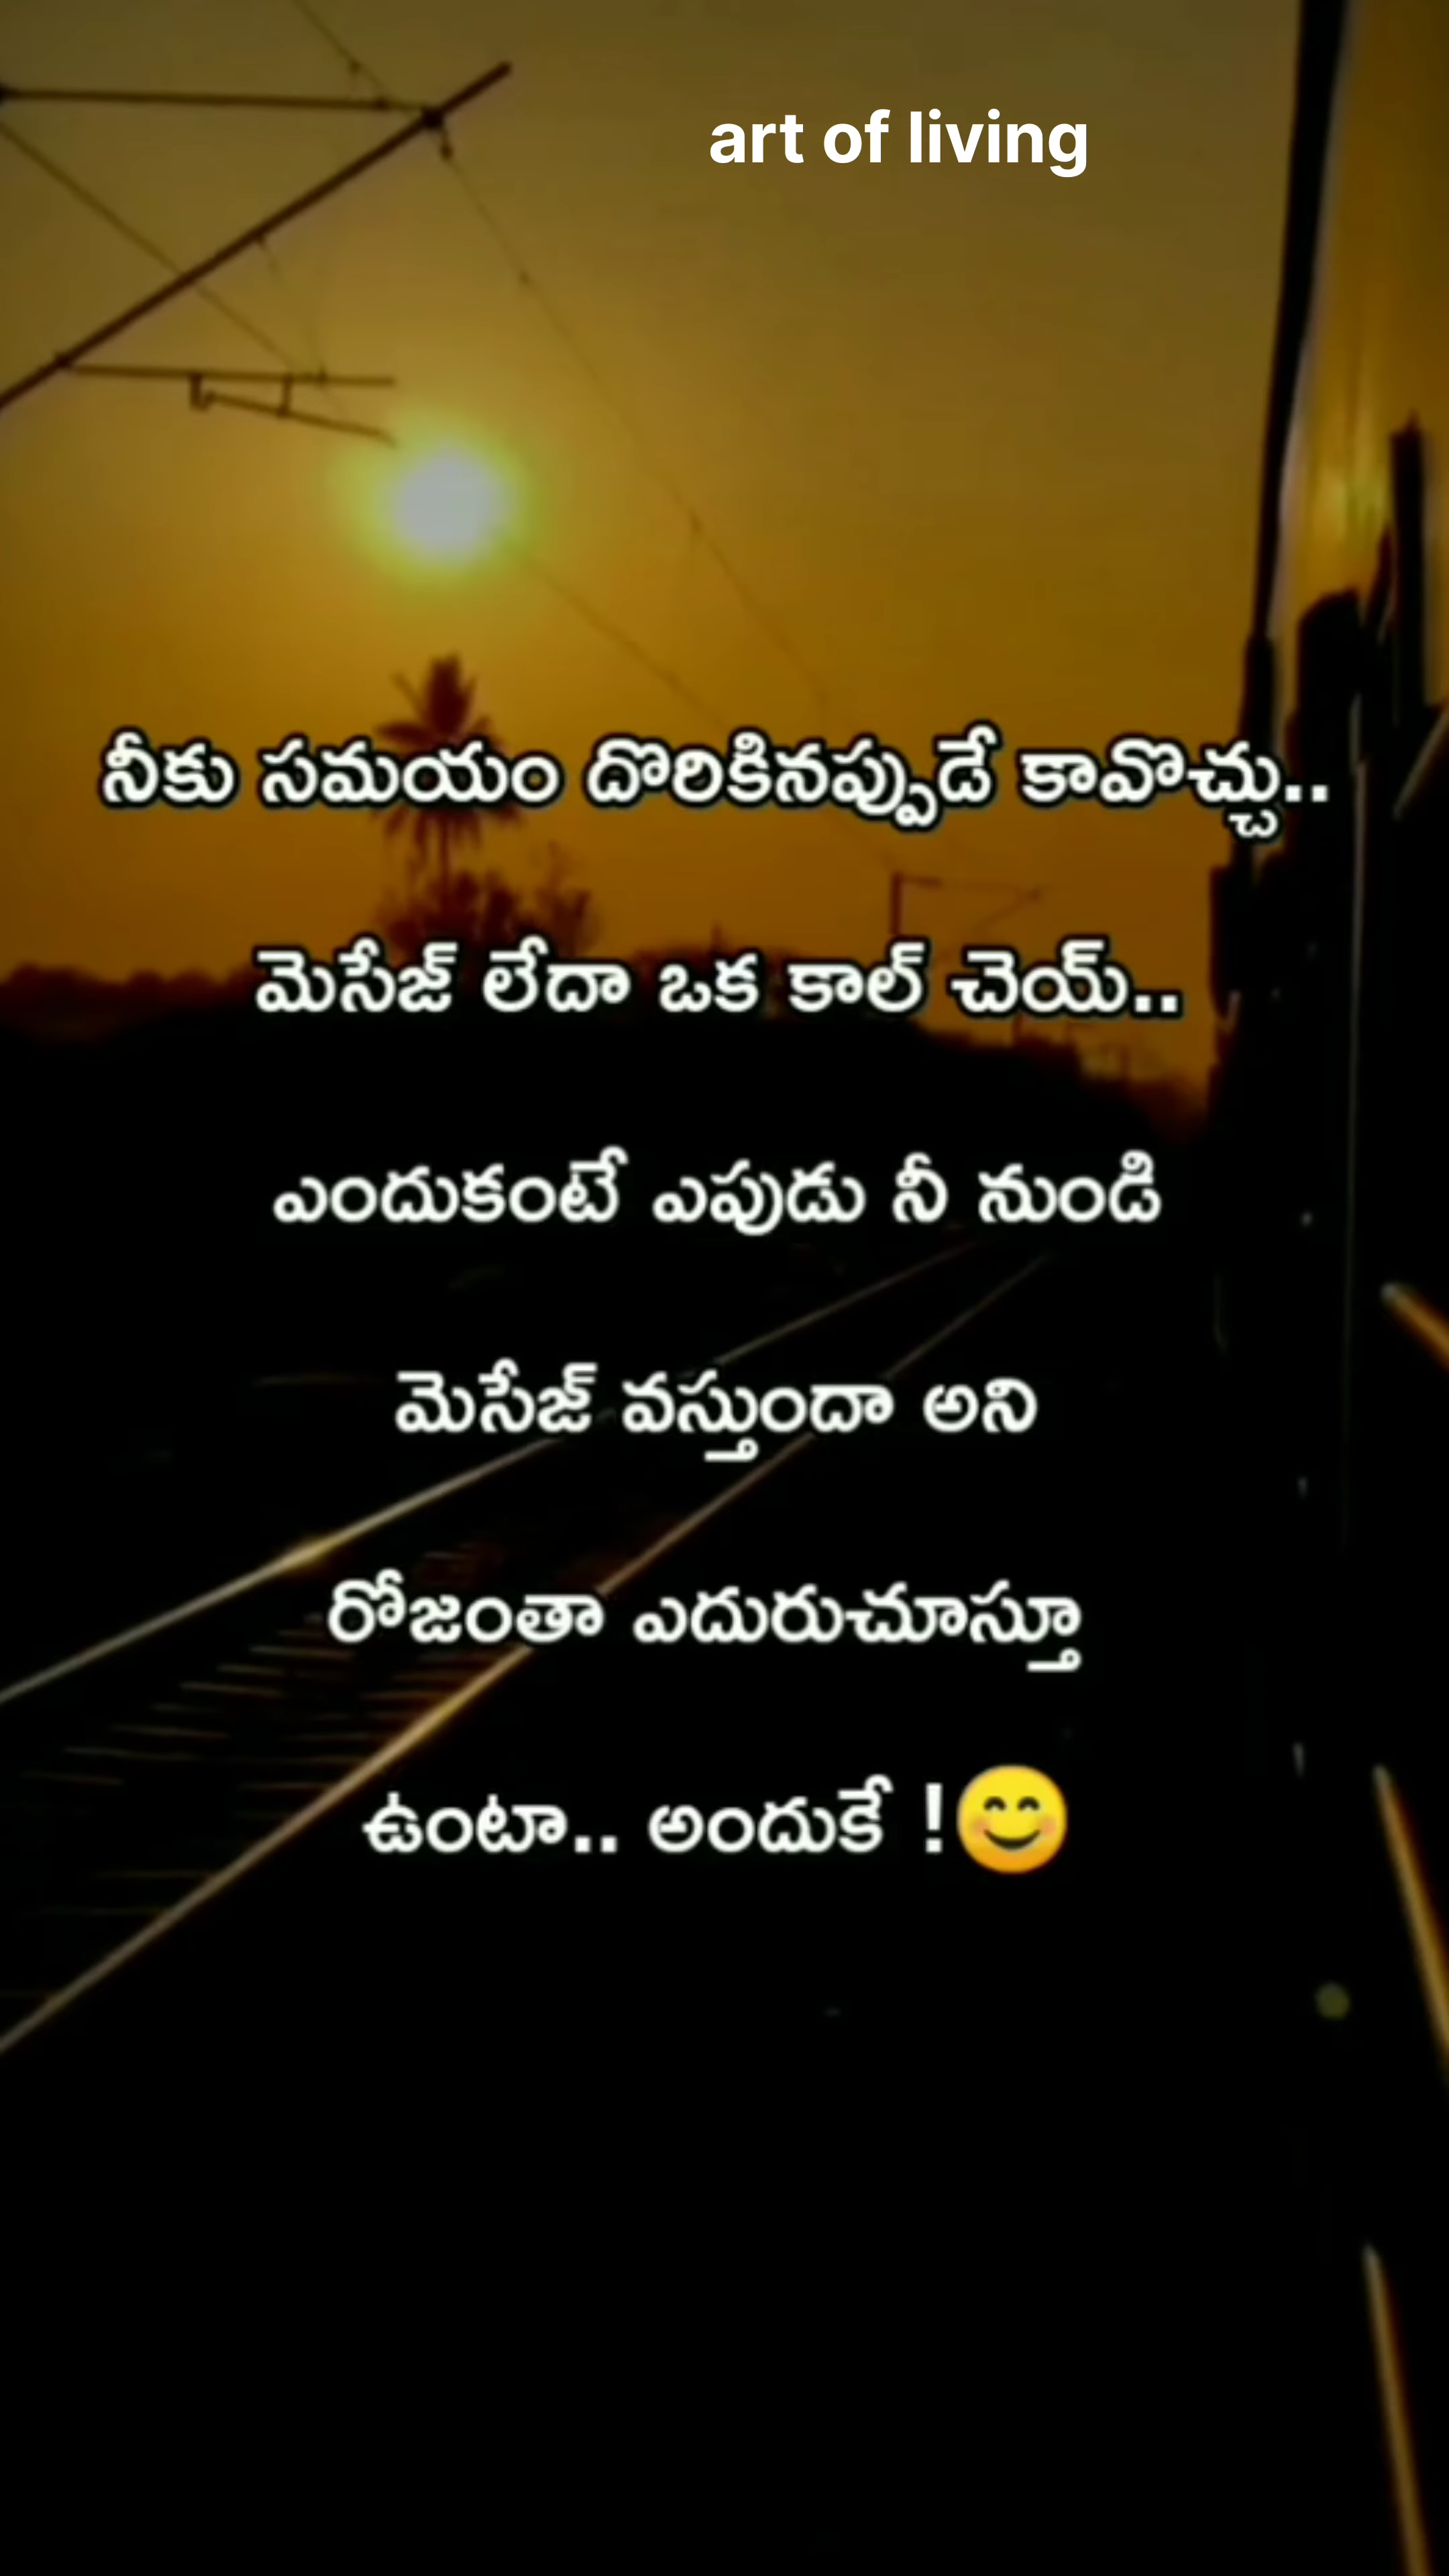 art of living
నీకు సమయం దొరికినప్పుడే కావొచ్చు..
మెసేజ్ లేదా ఒక కాల్ చెయ్..
ఎందుకంటే ఎపుడు నీ నుండి
మెసేజ్ వస్తుందా అని
రోజంతా ఎదురుచూస్తూ
ఉంటా.. అందుకే !😊